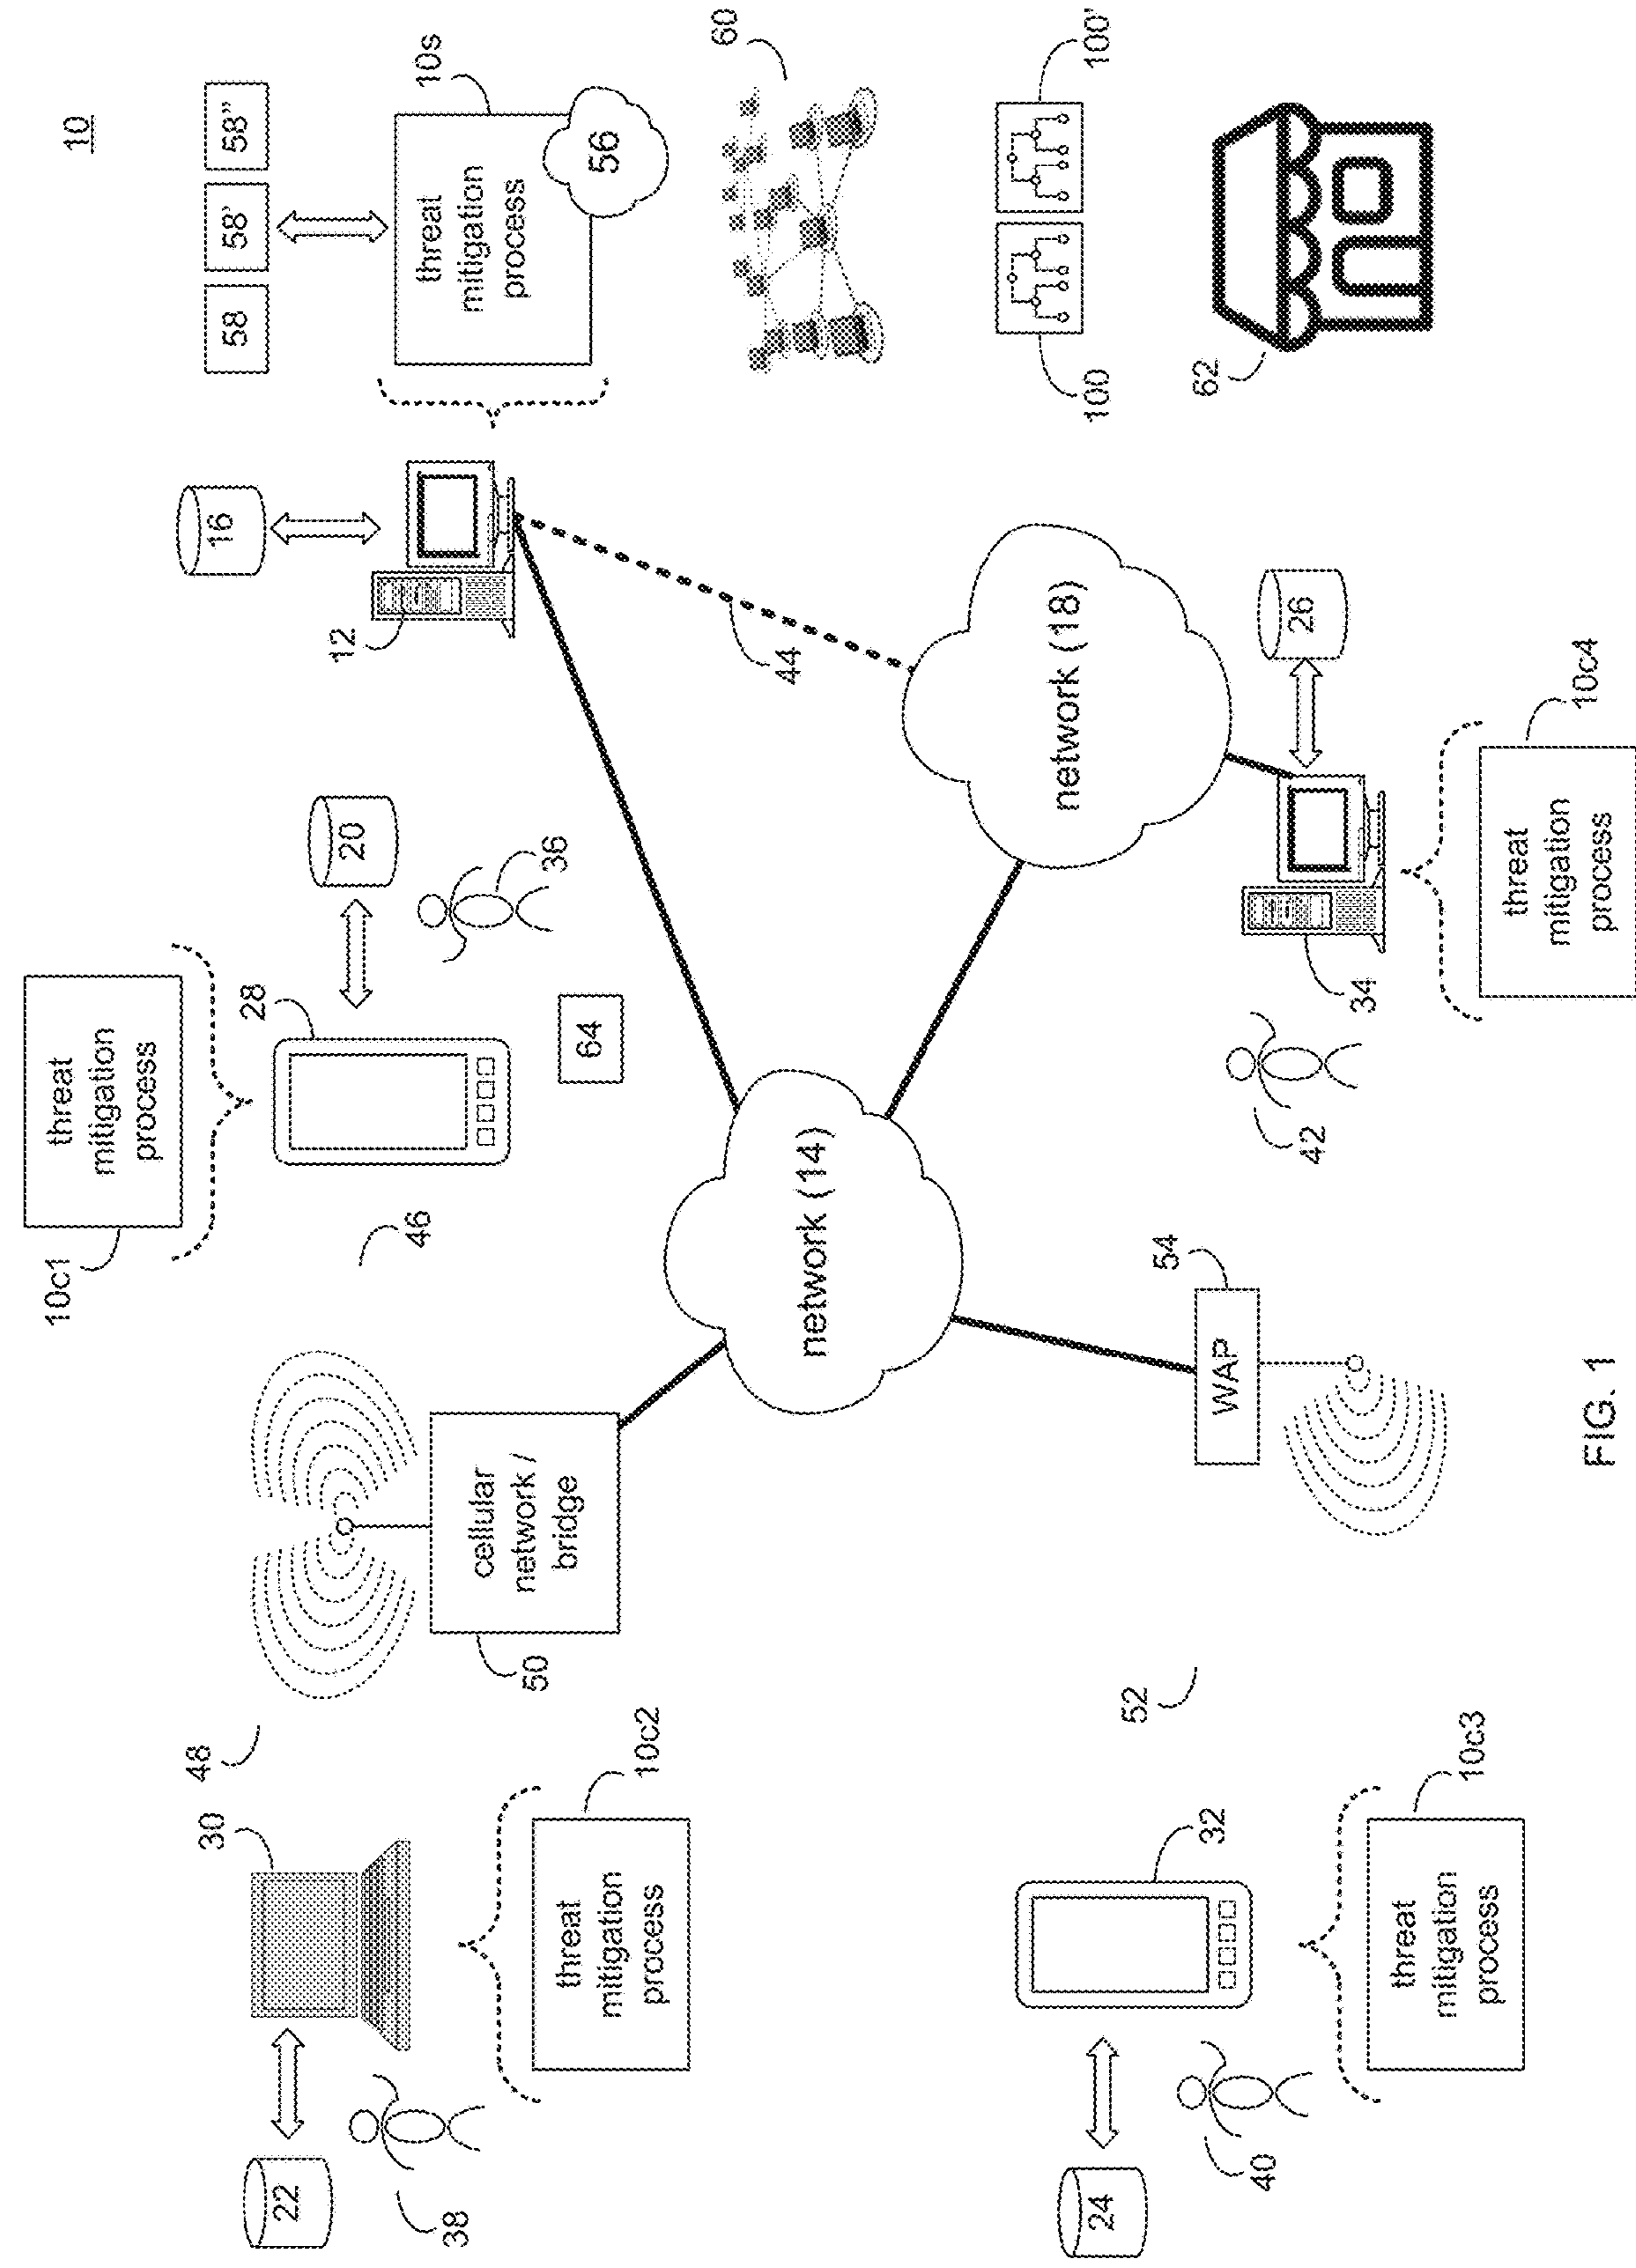 10
58
58'
58"
10s
threat
mitigation
process
56
16
12
60
100
100'
62
44
network (18)
26
34
42
10c4
threat
mitigation
process
20
36
28
64
10c1
threat
mitigation
process
46
network (14)
54
WAP
cellular
network /
bridge
50
48
52
30
22
38
10c2
threat
mitigation
process
32
24
40
10c3
threat
mitigation
process
FIG. 1